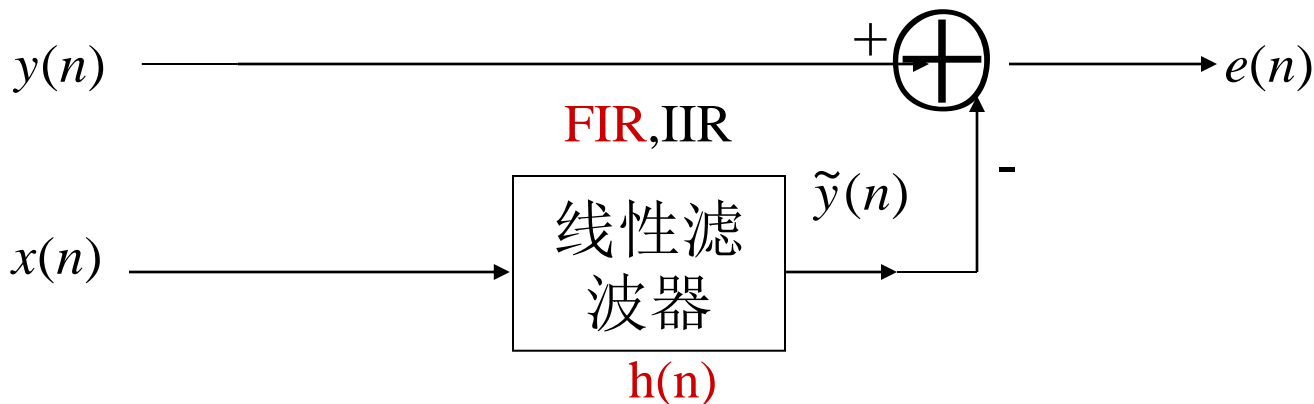 +
y(n)
e(n)
FIR,IIR
-
ỹ(n)
线性滤
波器
x(n)
h(n)